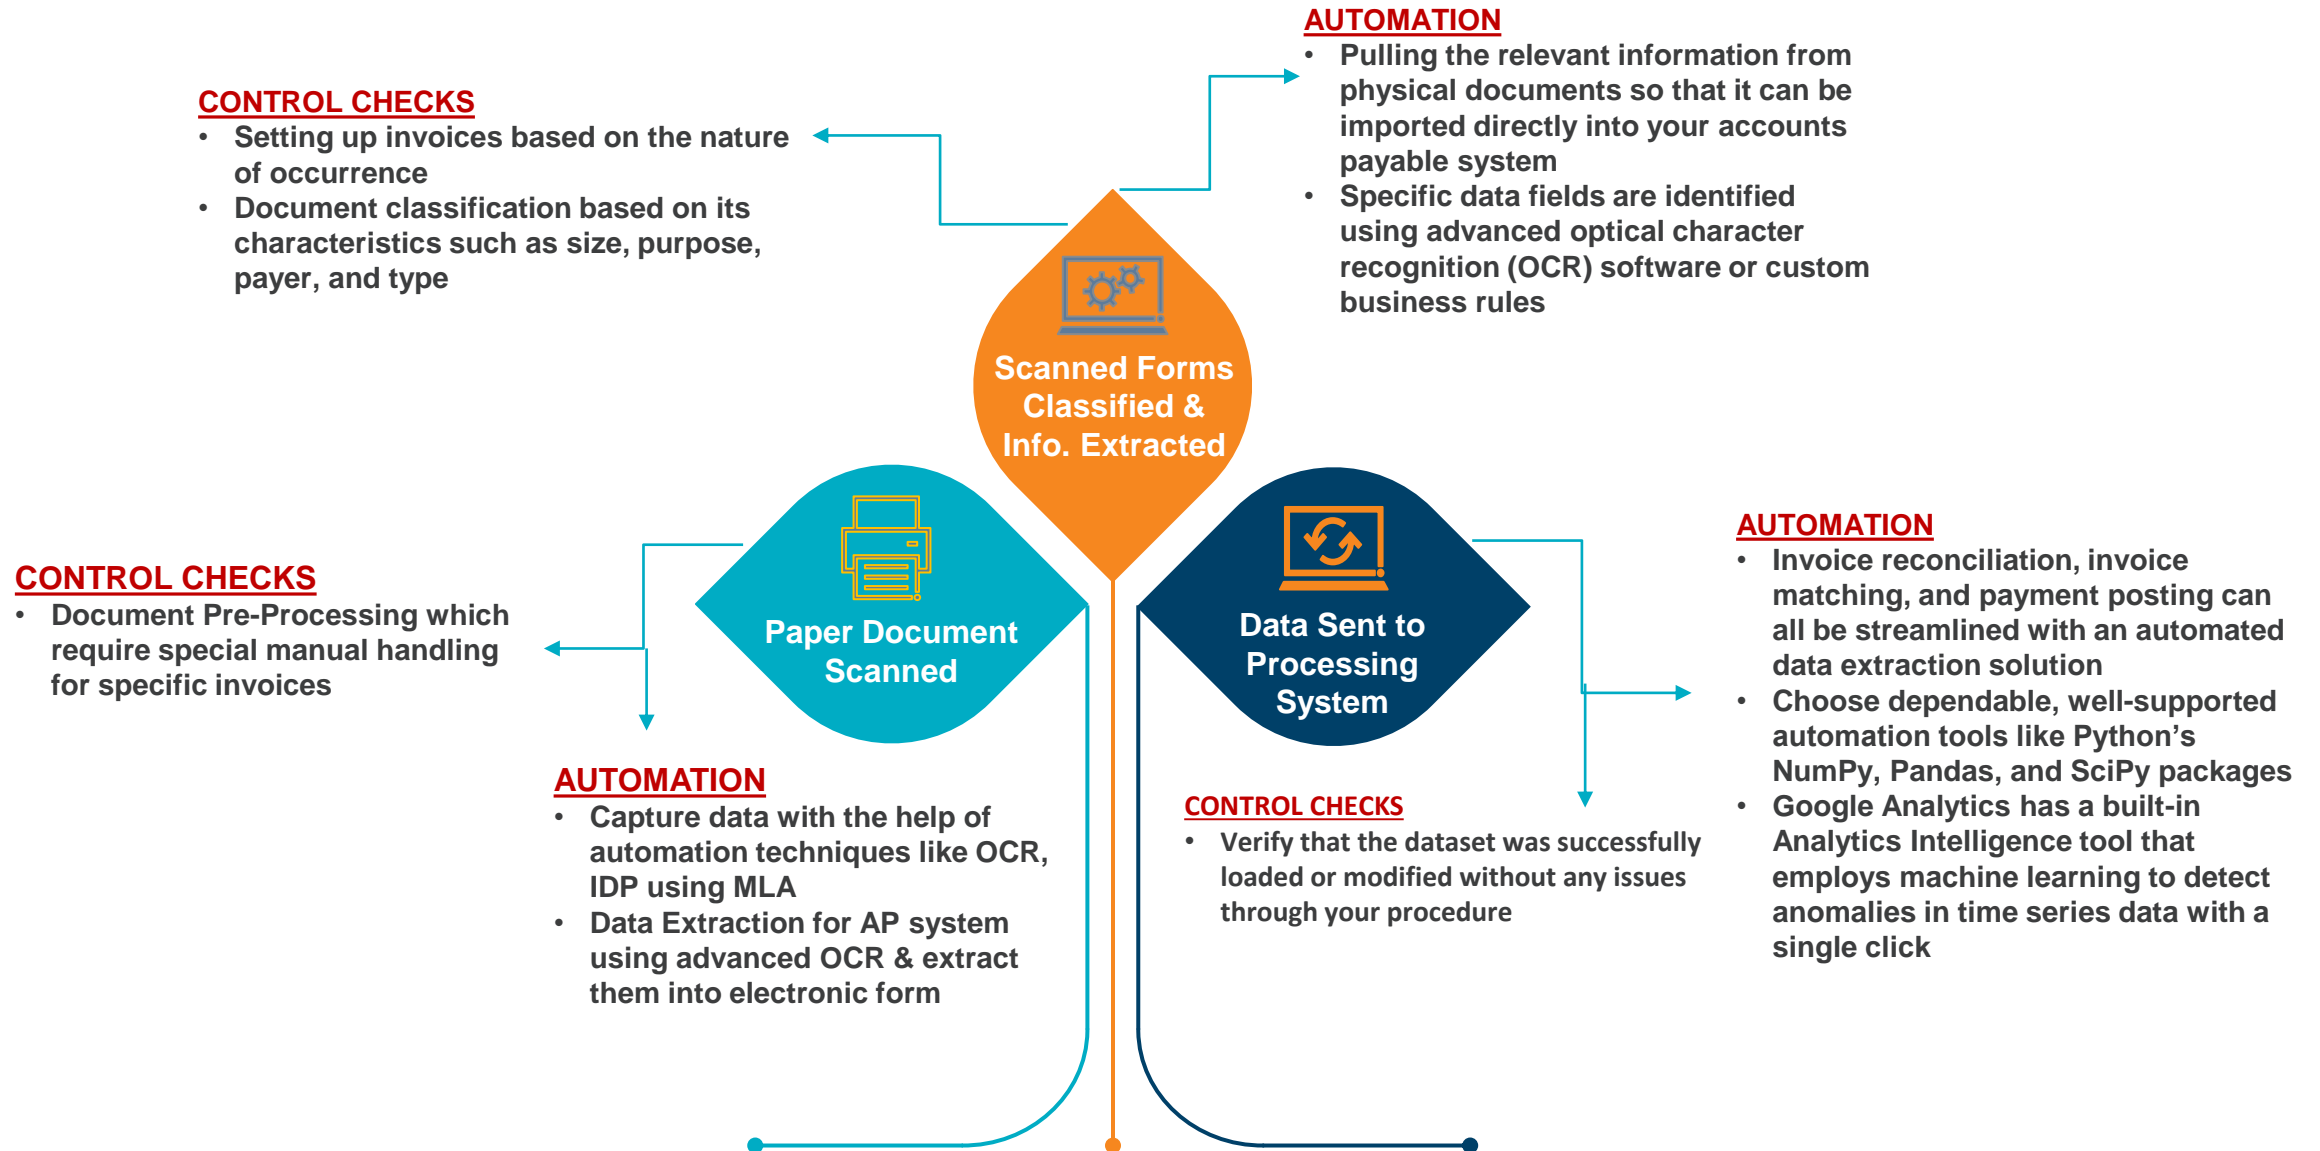 AUTOMATION
• Pulling the relevant information from
physical documents so that it can be
imported directly into your accounts
payable system
• Specific data fields are identified
using advanced optical character
recognition (OCR) software or custom
business rules
CONTROL CHECKS
• Setting up invoices based on the nature
of occurrence
• Document classification based on its
characteristics such as size, purpose,
payer, and type
Scanned Forms
Classified &
Info. Extracted
CONTROL CHECKS
• Document Pre-Processing which
require special manual handling
for specific invoices
Paper Document
Scanned
Data Sent to
Processing
System
AUTOMATION
• Invoice reconciliation, invoice
matching, and payment posting can
all be streamlined with an automated
data extraction solution
• Choose dependable, well-supported
automation tools like Python’s
NumPy, Pandas, and SciPy packages
• Google Analytics has a built-in
Analytics Intelligence tool that
employs machine learning to detect
anomalies in time series data with a
single click
AUTOMATION
• Capture data with the help of
automation techniques like OCR,
IDP using MLA
• Data Extraction for AP system
using advanced OCR & extract
them into electronic form
CONTROL CHECKS
• Verify that the dataset was successfully
loaded or modified without any issues
through your procedure